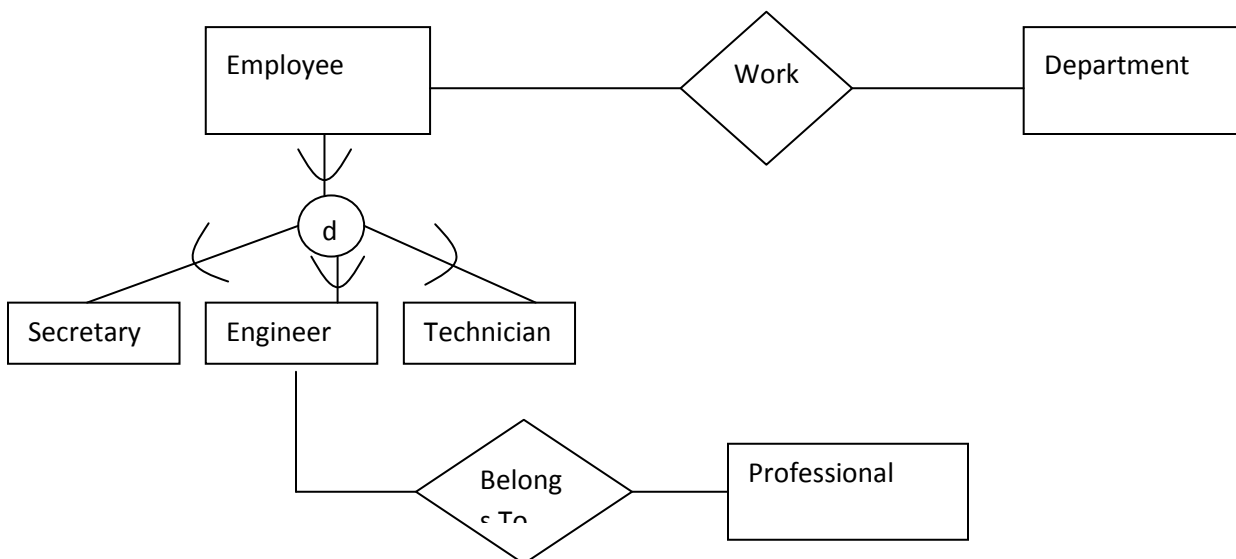 Employee
Work
Department
d
Secretary
Engineer
Technician
Belong
s To
Professional